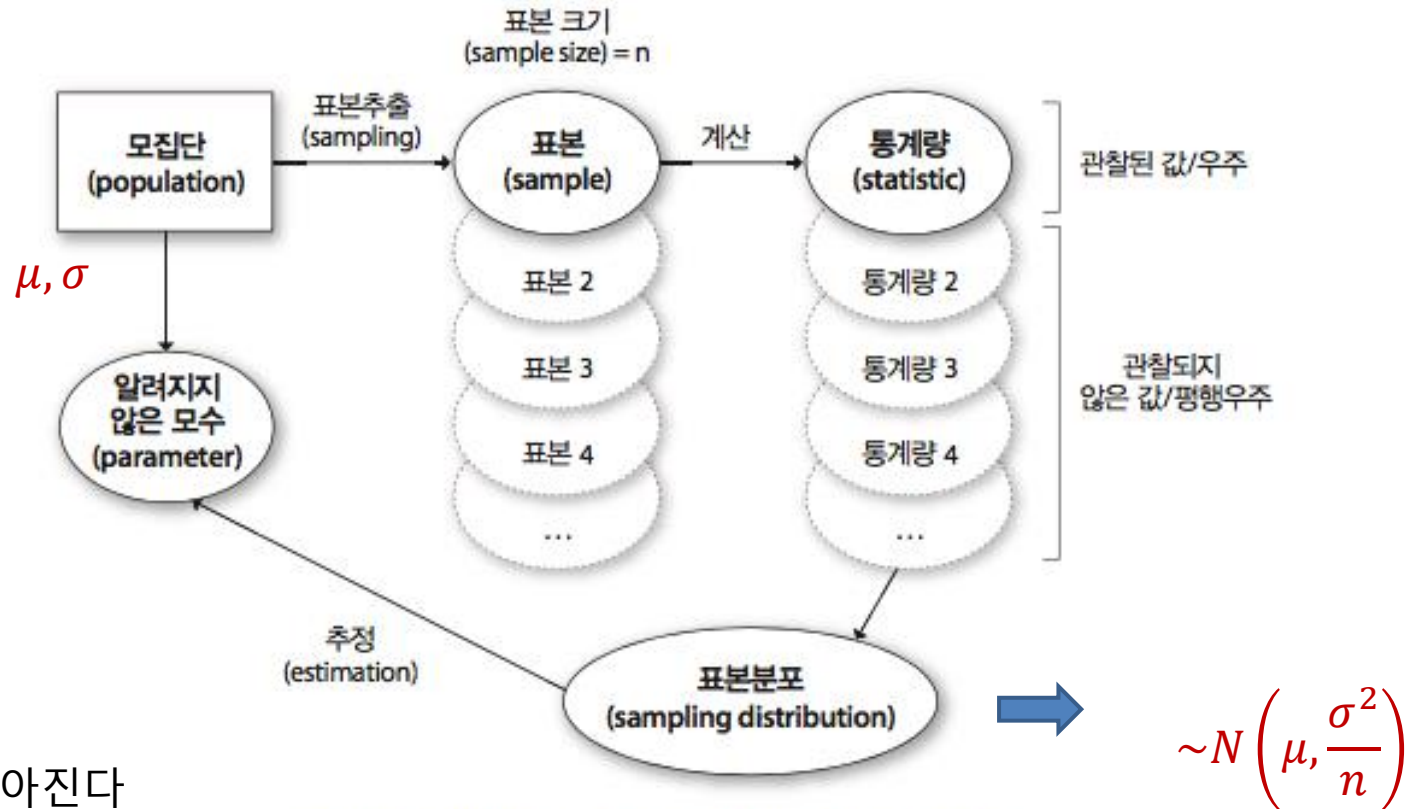 표본 크기
(sample size) = n
표본추출
(sampling)
모집단
(population)
표본
(sample)
계산
통계량
(statistic)
관찰된 값/우주
μ, σ
표본 2
통계량 2
표본 3
통계량 3
관찰되지
않은 값/평행우주
알려지지
않은 모수
(parameter)
표본 4
통계량 4
...
...
추정
(estimation)
표본분포
(sampling distribution)
~N(μ, σ²/n)
아진다